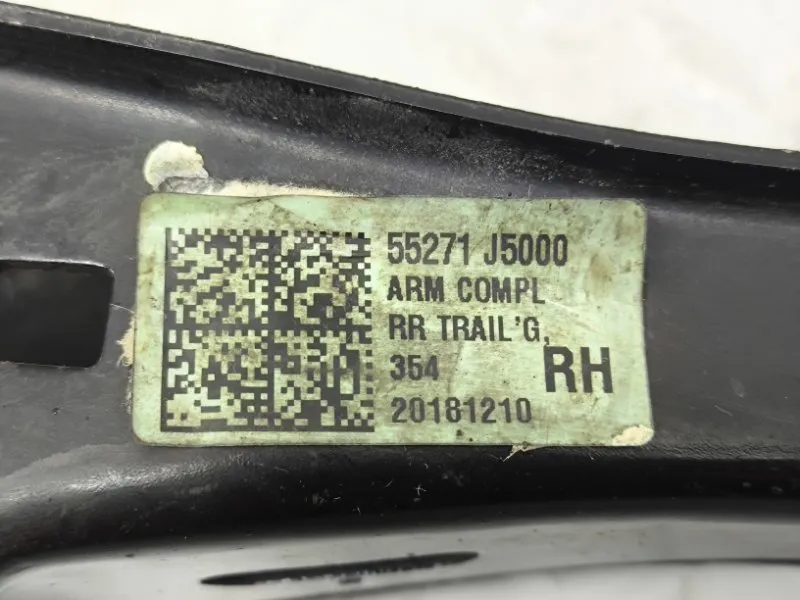 55271 J5000
ARM COMPL
RR TRAIL'G,
354 RH
20181210